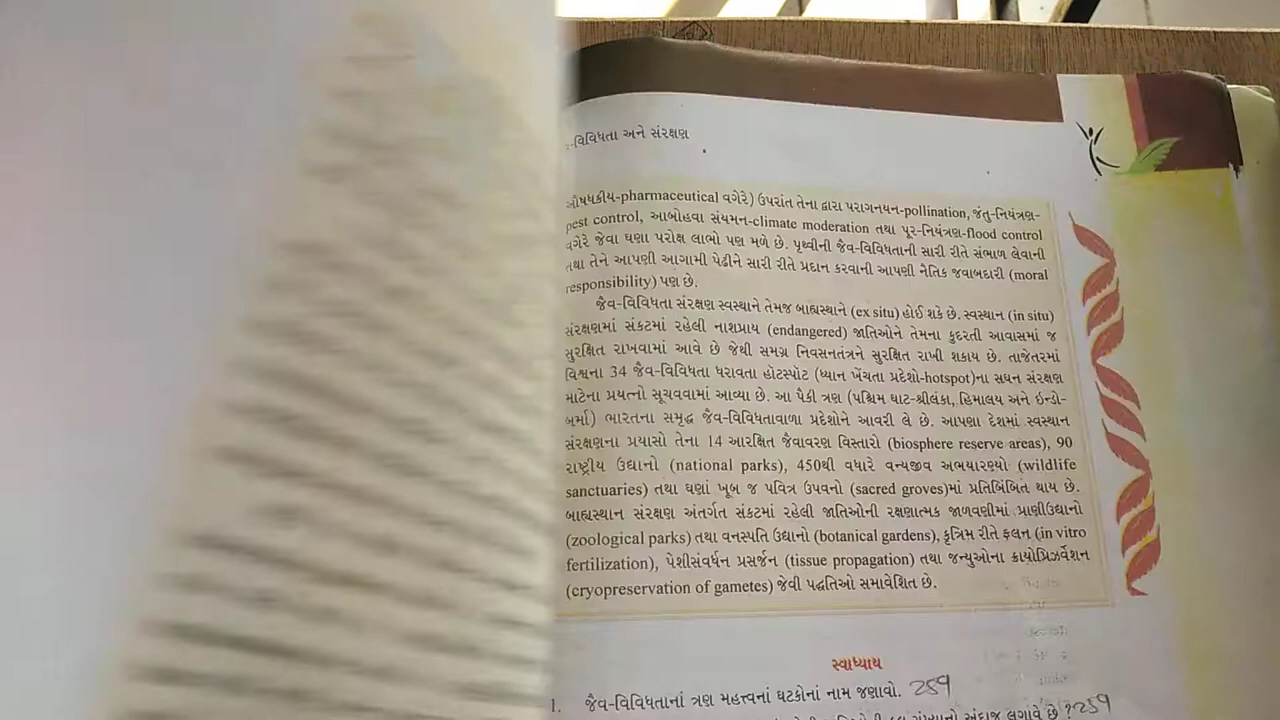 -વિવિધતા અને સંરક્ષણ
ઔષધકીય-pharmaceutical વગેરે) ઉપરાંત તેના દ્વારા પરાગનયન-pollination, જંતુ-નિયંત્રણ-
pest control, આબોહવા સંયમન-climate moderation તથા પૂર-નિયંત્રણ-flood control
વગેરે જેવા ઘણા પરોક્ષ લાભો પણ મળે છે. પૃથ્વીની જૈવ-વિવિધતાની સારી રીતે સંભાળ લેવાની
તથા તેને આપણી આગામી પેઢીને સારી રીતે પ્રદાન કરવાની આપણી નૈતિક જવાબદારી (moral
responsibility) પણ છે.
જૈવ-વિવિધતા સંરક્ષણ સ્વસ્થાને તેમજ બાહ્યસ્થાને (ex situ) હોઈ શકે છે. સ્વસ્થાન (in situ)
સંરક્ષણમાં સંકટમાં રહેલી નાશપ્રાય (endangered) જાતિઓને તેમના કુદરતી આવાસમાં જ
સુરક્ષિત રાખવામાં આવે છે જેથી સમગ્ર નિવસનતંત્રને સુરક્ષિત રાખી શકાય છે. તાજેતરમાં
વિશ્વના 34 જૈવ-વિવિધતા ધરાવતા હૉટસ્પોટ (ધ્યાન ખેંચતા પ્રદેશો-hotspot)ના સઘન સંરક્ષણ
માટેના પ્રયત્નો સૂચવવામાં આવ્યા છે. આ પૈકી ત્રણ (પશ્ચિમ ઘાટ-શ્રીલંકા, હિમાલય અને ઇન્ડો-
બર્મા) ભારતના સમૃદ્ધ જૈવ-વિવિધતાવાળા પ્રદેશોને આવરી લે છે. આપણા દેશમાં સ્વસ્થાન
સંરક્ષણના પ્રયાસો તેના 14 આરક્ષિત જૈવાવરણ વિસ્તારો (biosphere reserve areas), 90
રાષ્ટ્રીય ઉદ્યાનો (national parks), 450થી વધારે વન્યજીવ અભયારણ્યો (wildlife
sanctuaries) તથા ઘણાં ખૂબ જ પવિત્ર ઉપવનો (sacred groves)માં પ્રતિબિંબિત થાય છે.
બાહ્યસ્થાન સંરક્ષણ અંતર્ગત સંકટમાં રહેલી જાતિઓની રક્ષણાત્મક જાળવણીમાં પ્રાણીઉદ્યાનો
(zoological parks) તથા વનસ્પતિ ઉદ્યાનો (botanical gardens), કૃત્રિમ રીતે ફલન (in vitro
fertilization), પેશીસંવર્ધન પ્રસર્જન (tissue propagation) તથા જન્યુઓના ક્રાયોપ્રિઝર્વેશન
(cryopreservation of gametes) જેવી પદ્ધતિઓ સમાવેશિત છે.
સ્વાધ્યાય
1. જૈવ-વિવિધતાનાં ત્રણ મહત્ત્વનાં ઘટકોનાં નામ જણાવો. 259
અંદાજ લગાવે છે ? 259